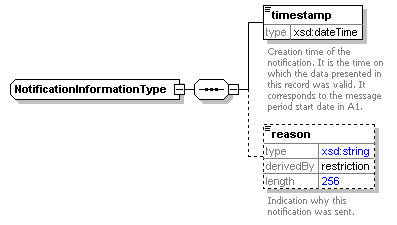 timestamp
type xsd:dateTime
Creation time of the
notification. It is the time on
which the data presented in
this record was valid. It
corresponds to the message
period start date in A1.
NotificationInformationType
reason
type xsd:string
derivedBy restriction
length 256
Indication why this
notification was sent.